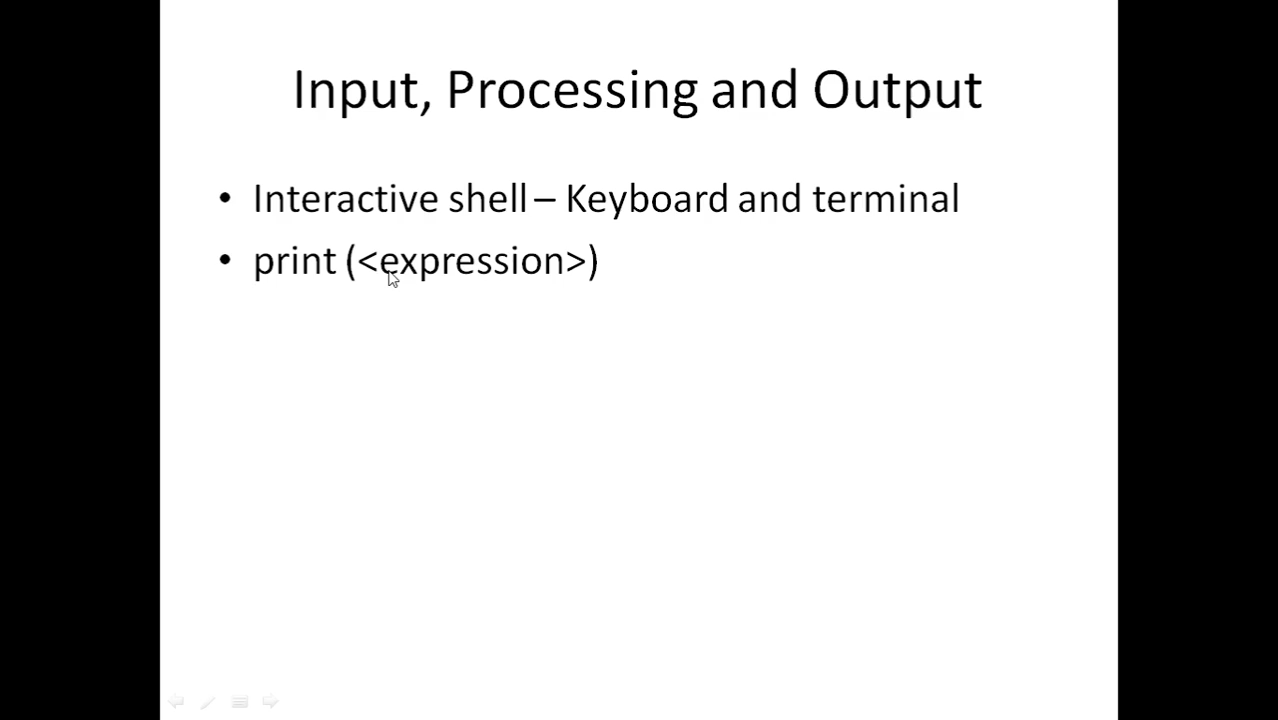 Input, Processing and Output
• Interactive shell – Keyboard and terminal
• print (<expression>)